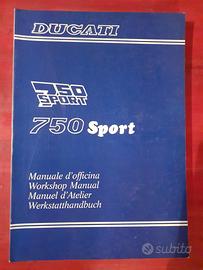 DUCATI
750
SPORT
750 Sport
Manuale d'officina
Workshop Manual
Manuel d'Atelier
Werkstatthandbuch
subito